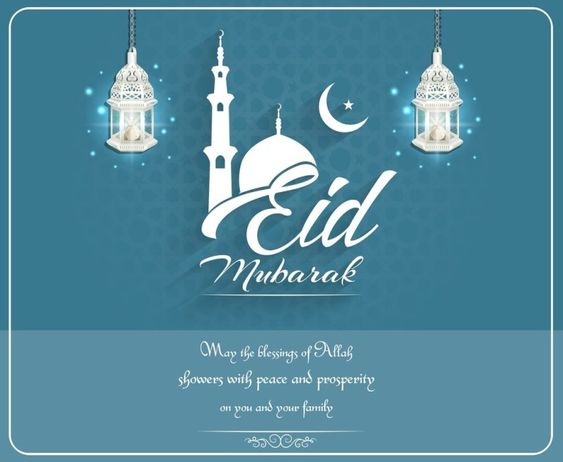 Eid
Mubarak
May the blessings of Allah
showers with peace and prosperity
on you and your family